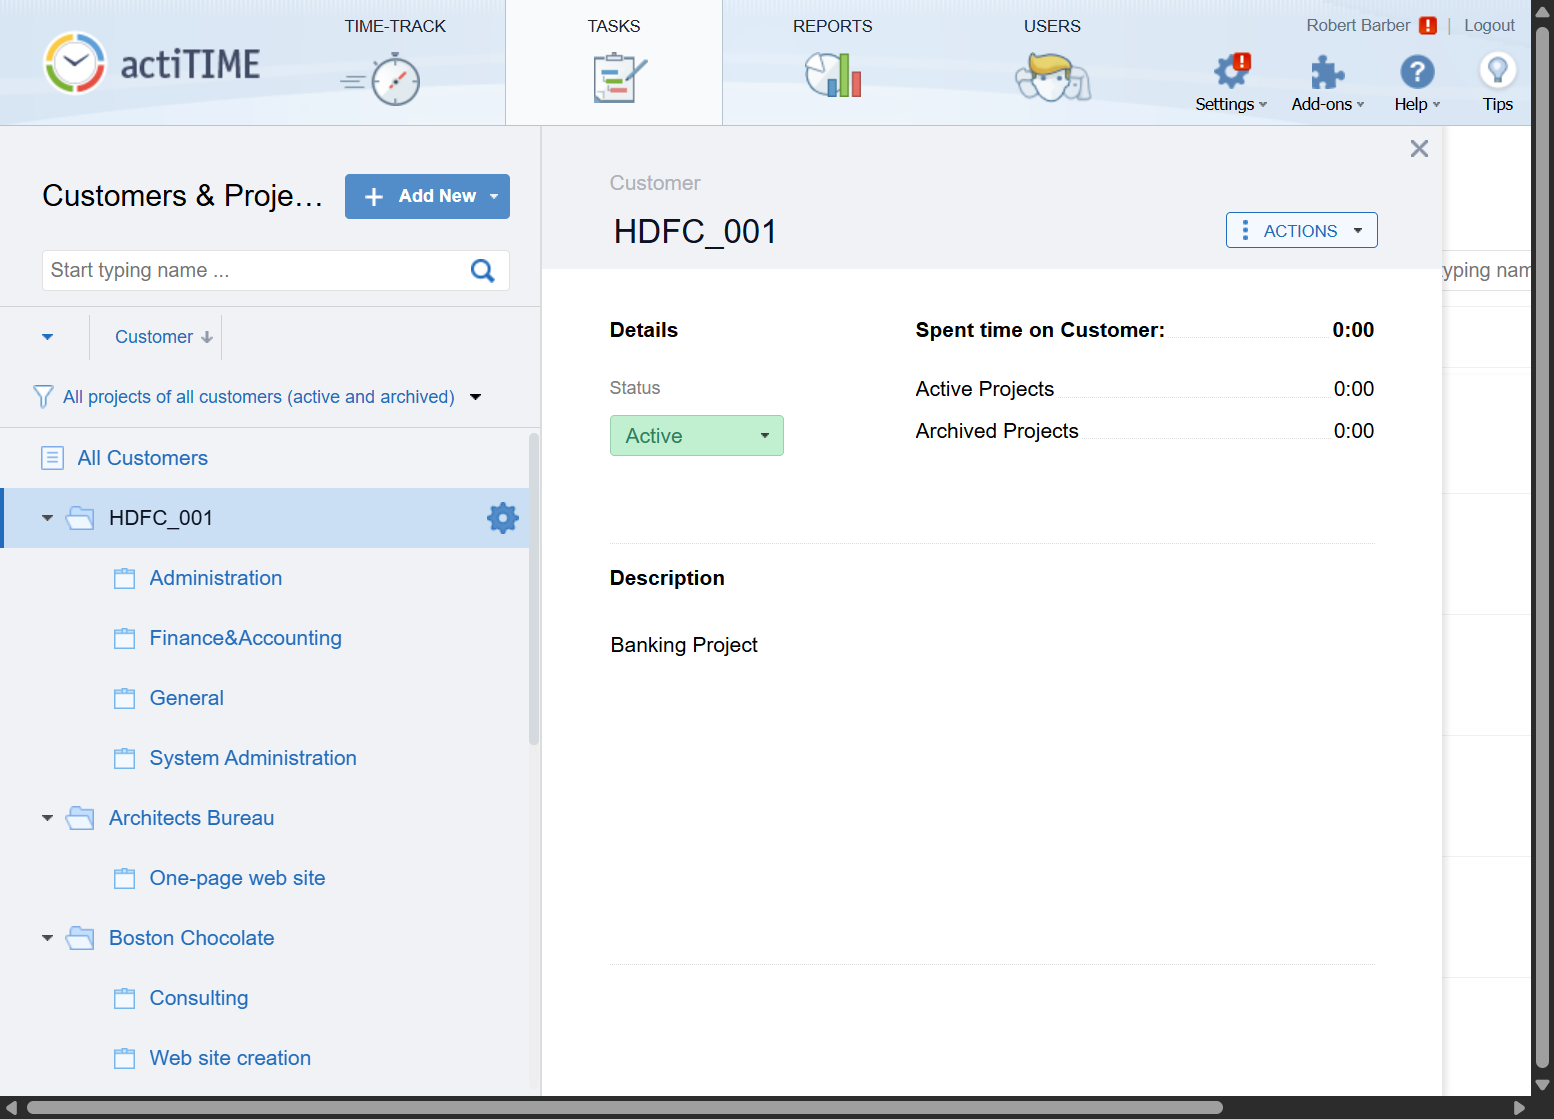 actiTIME
TIME-TRACK
TASKS
REPORTS
USERS
Robert Barber ! | Logout
Settings
Add-ons
Help
Tips
Customers & Proje...
Add New
Start typing name ...
Customer
All projects of all customers (active and archived)
All Customers
HDFC_001
Administration
Finance&Accounting
General
System Administration
Architects Bureau
One-page web site
Boston Chocolate
Consulting
Web site creation
Customer
HDFC_001
ACTIONS
Details
Status
Active
Spent time on Customer: 0:00
Active Projects 0:00
Archived Projects 0:00
Description
Banking Project
typing nam